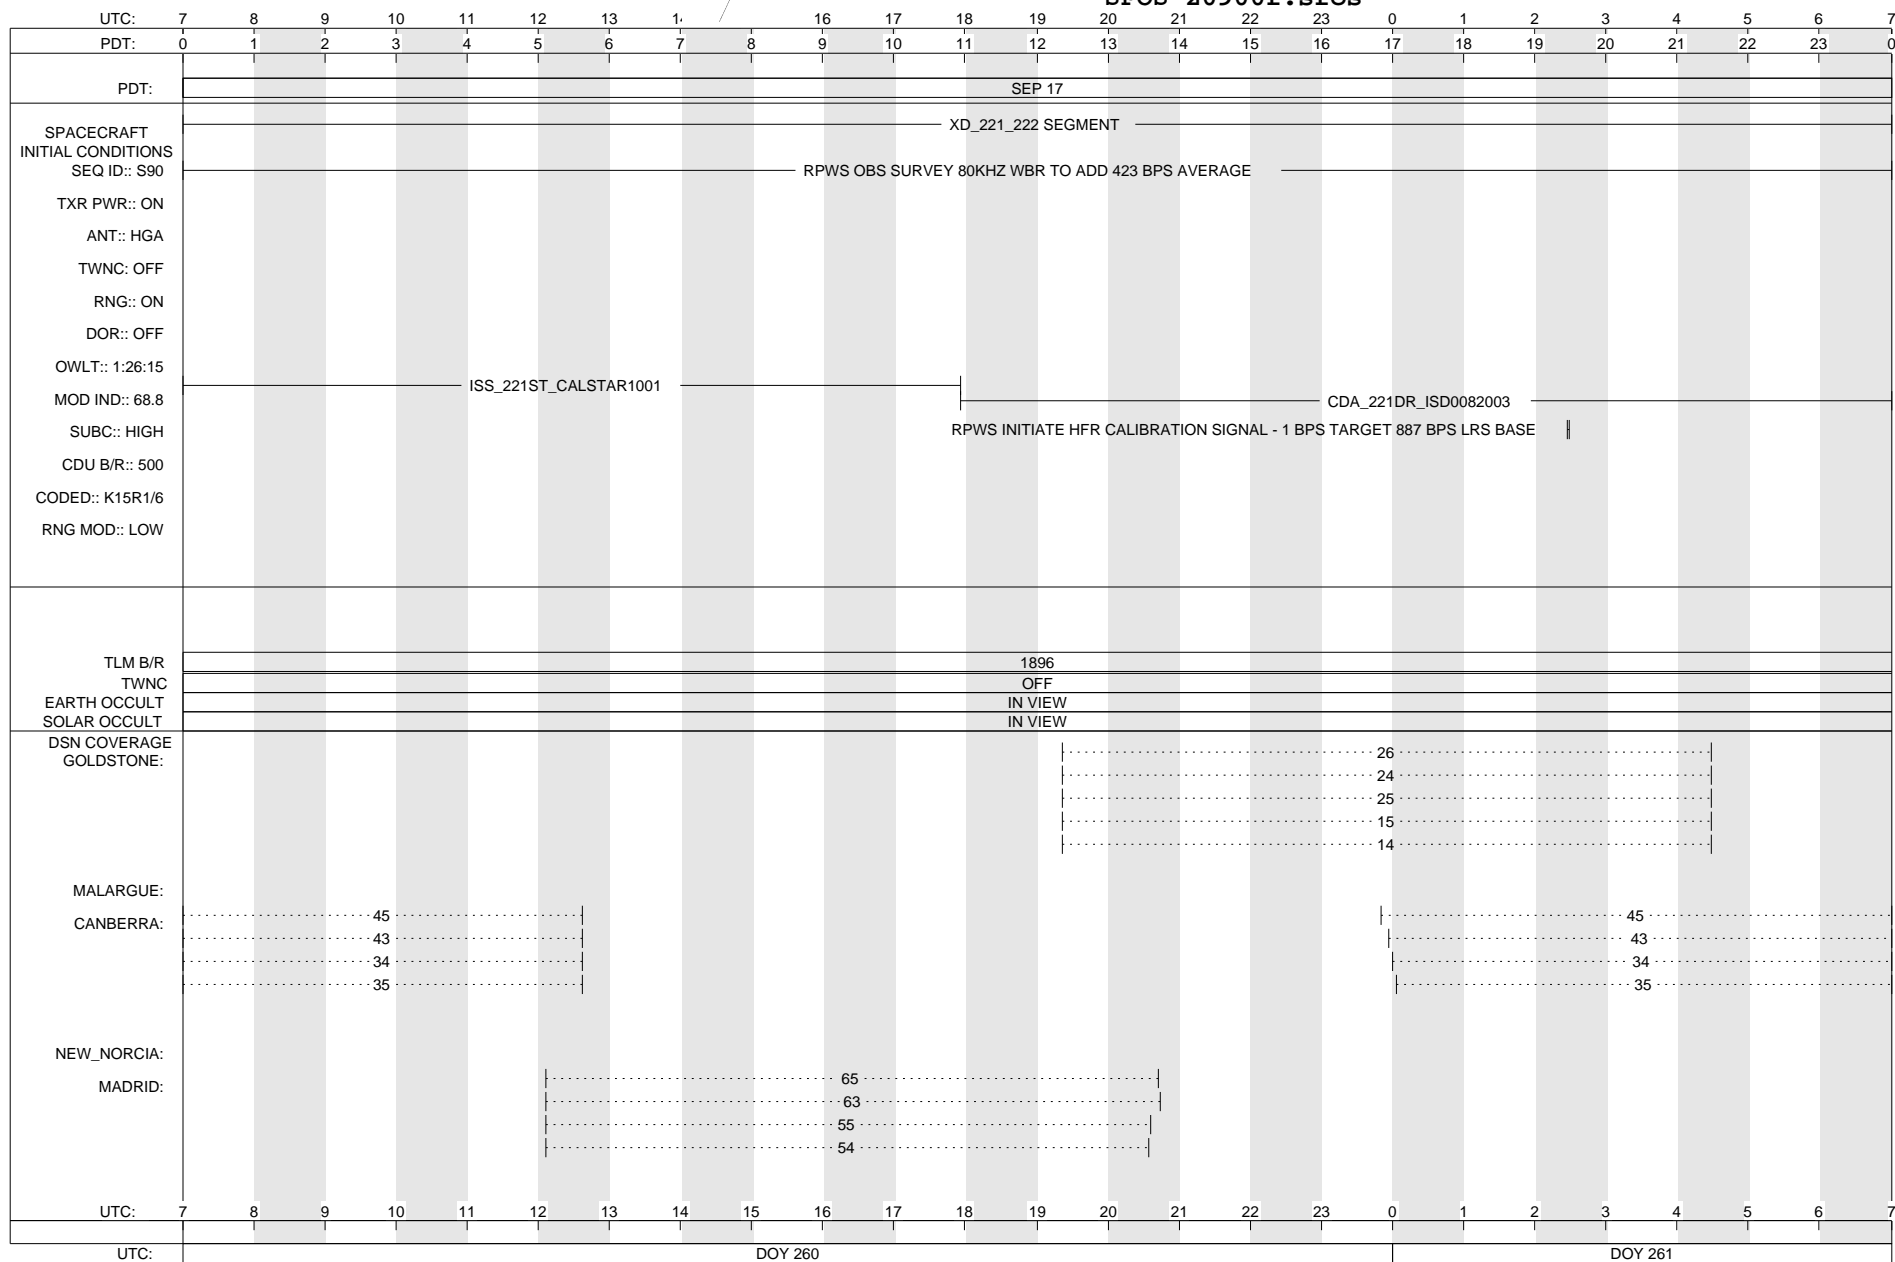 UTC: 7 8 9 10 11 12 13 16 17 18 19 20 21 22 23 0 1 2 3 4 5 6 7
PDT: 0 1 2 3 4 5 6 7 8 9 10 11 12 13 14 15 16 17 18 19 20 21 22 23 0
PDT: SEP 17
XD_221_222 SEGMENT
SPACECRAFT
INITIAL CONDITIONS
SEQ ID:: S90 RPWS OBS SURVEY 80KHZ WBR TO ADD 423 BPS AVERAGE
TXR PWR:: ON
ANT:: HGA
TWNC: OFF
RNG:: ON
DOR:: OFF
OWLT:: 1:26:15
ISS_221ST_CALSTAR1001
MOD IND:: 68.8 CDA_221DR_ISD0082003
SUBC:: HIGH RPWS INITIATE HFR CALIBRATION SIGNAL - 1 BPS TARGET 887 BPS LRS BASE
CDU B/R:: 500
CODED:: K15R1/6
RNG MOD:: LOW
TLM B/R 1896
TWNC OFF
EARTH OCCULT IN VIEW
SOLAR OCCULT IN VIEW
DSN COVERAGE
26
GOLDSTONE:
24
25
15
14
MALARGUE:
45 45
CANBERRA:
43 43
34 34
35 35
NEW_NORCIA:
65
MADRID:
63
55
54
UTC: 7 8 9 10 11 12 13 14 15 16 17 18 19 20 21 22 23 0 1 2 3 4 5 6 7
UTC: DOY 260 DOY 261